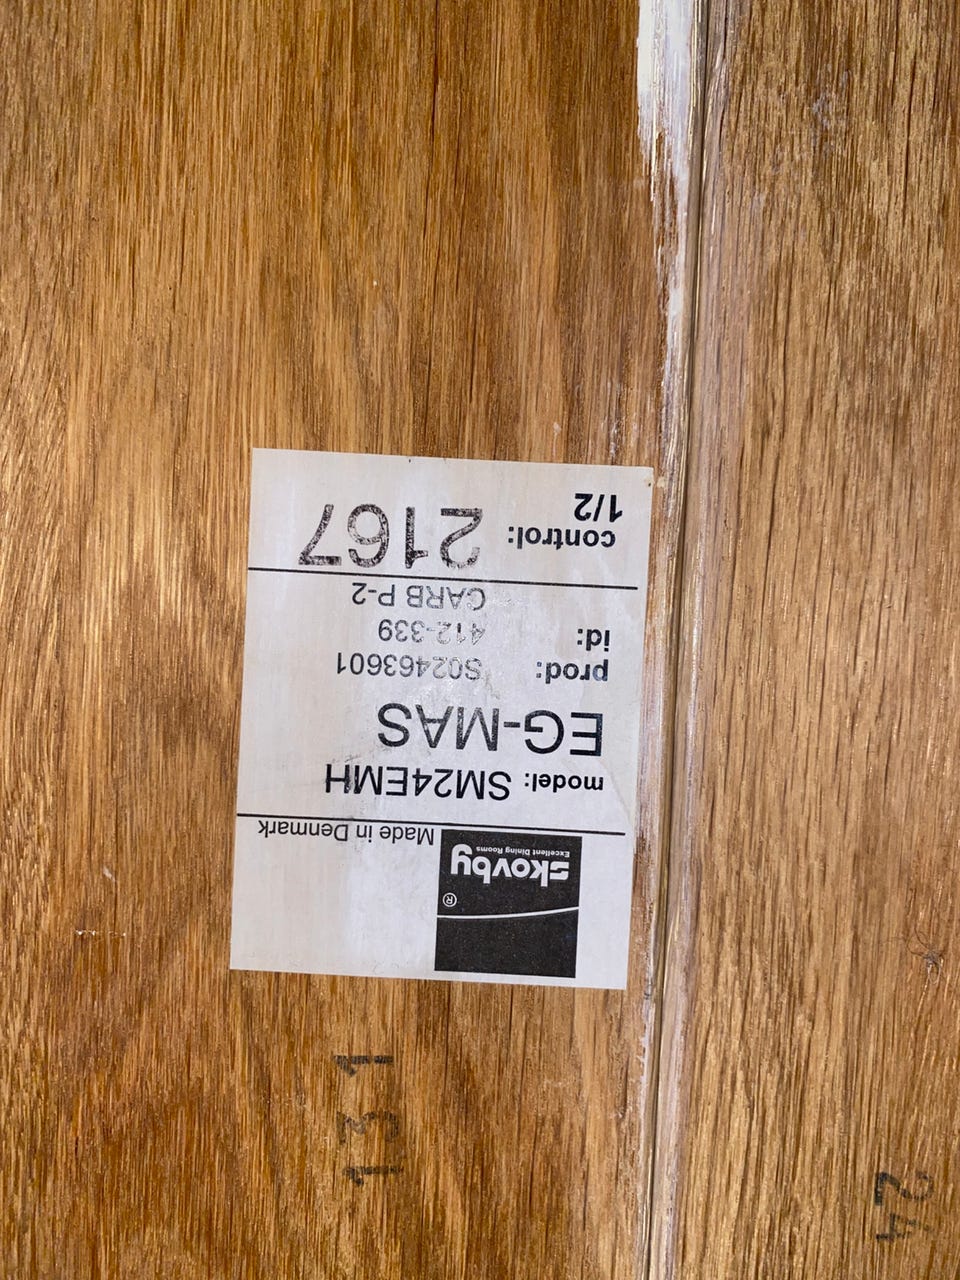 skovby®
Excellent Dining Rooms
Made in Denmark
model: SM24EMH
EG-MAS
prod: S02463601
id: 412-339
CARB P-2
control: 2167
1/2
131
24